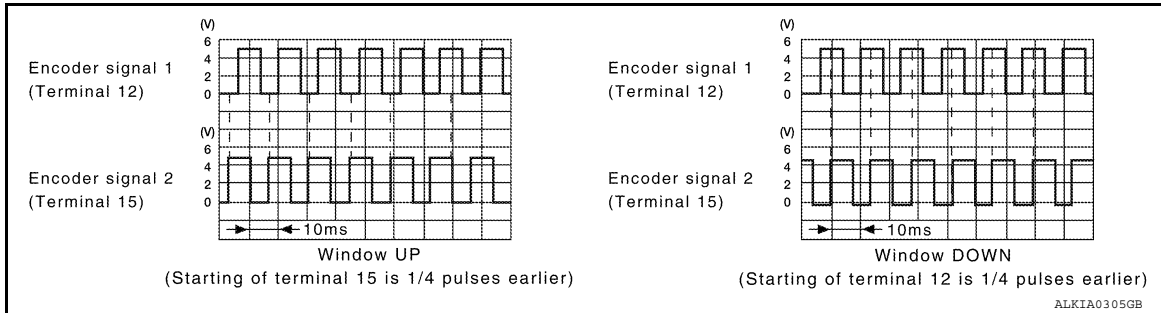 (V)
6
4
2
0
Encoder signal 1
(Terminal 12)
(V)
6
4
2
0
Encoder signal 2
(Terminal 15)
10ms
Window UP
(Starting of terminal 15 is 1/4 pulses earlier)
(V)
6
4
2
0
Encoder signal 1
(Terminal 12)
(V)
6
4
2
0
Encoder signal 2
(Terminal 15)
10ms
Window DOWN
(Starting of terminal 12 is 1/4 pulses earlier)
ALKIA0305GB